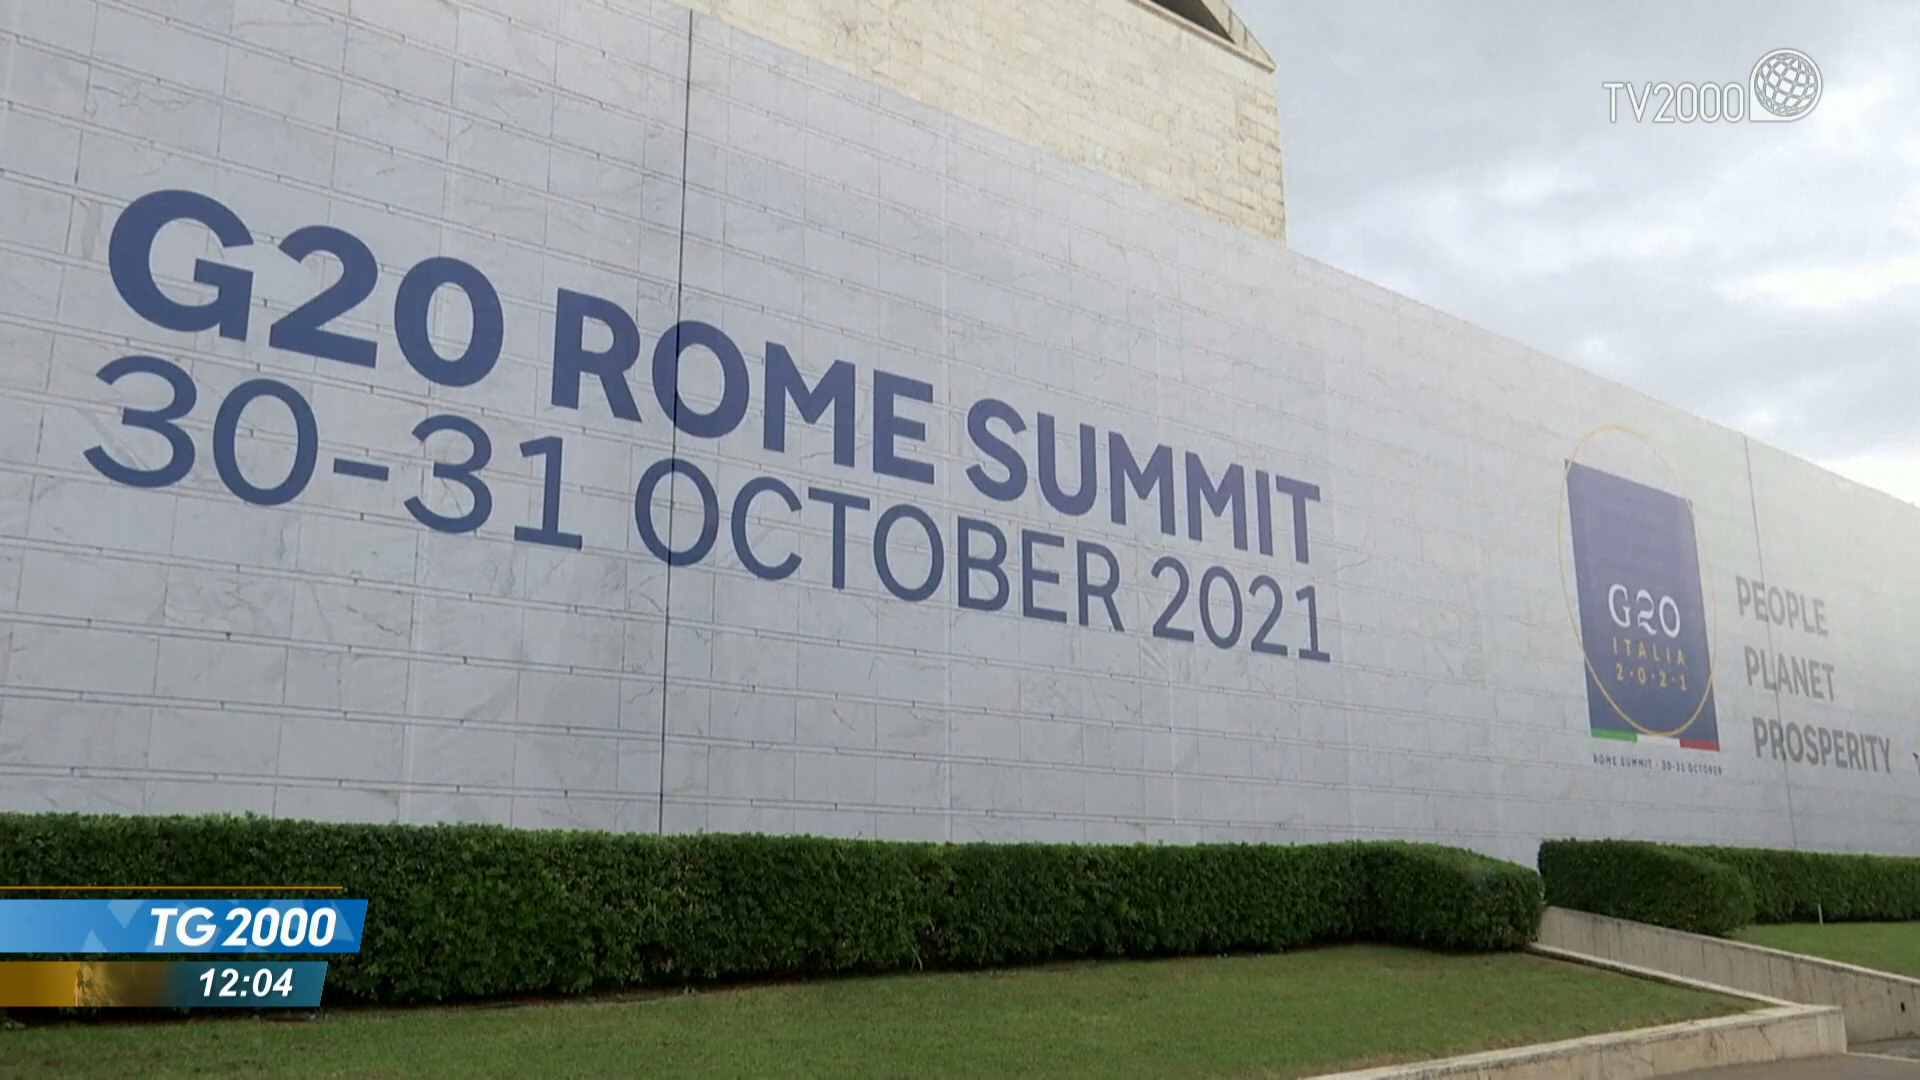 TV2000
G20 ROME SUMMIT
30-31 OCTOBER 2021
G20
ITALIA
2·0·2·1
ROME SUMMIT · 30-31 OCTOBER
PEOPLE
PLANET
PROSPERITY
TG 2000
12:04